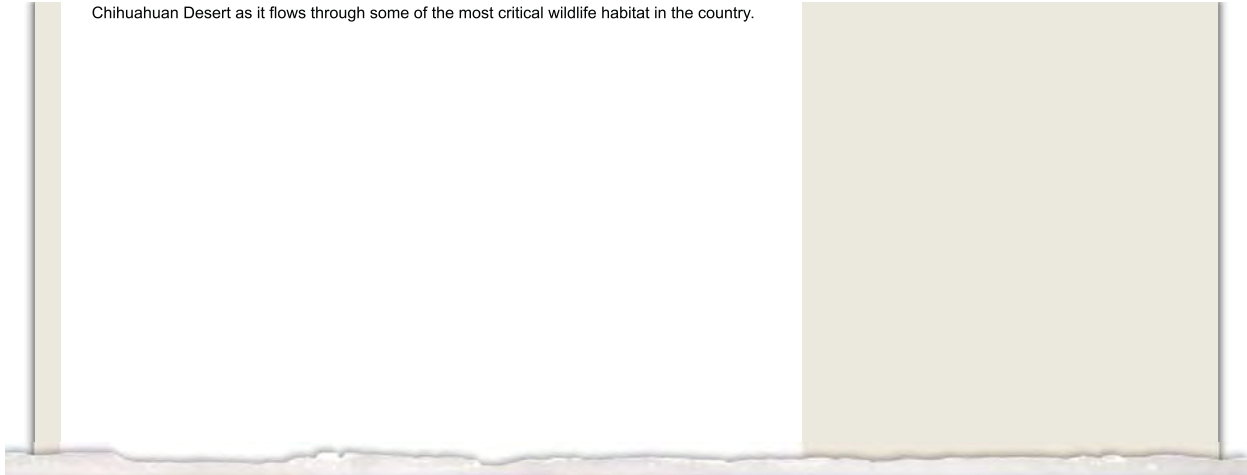 Chihuahuan Desert as it flows through some of the most critical wildlife habitat in the country.